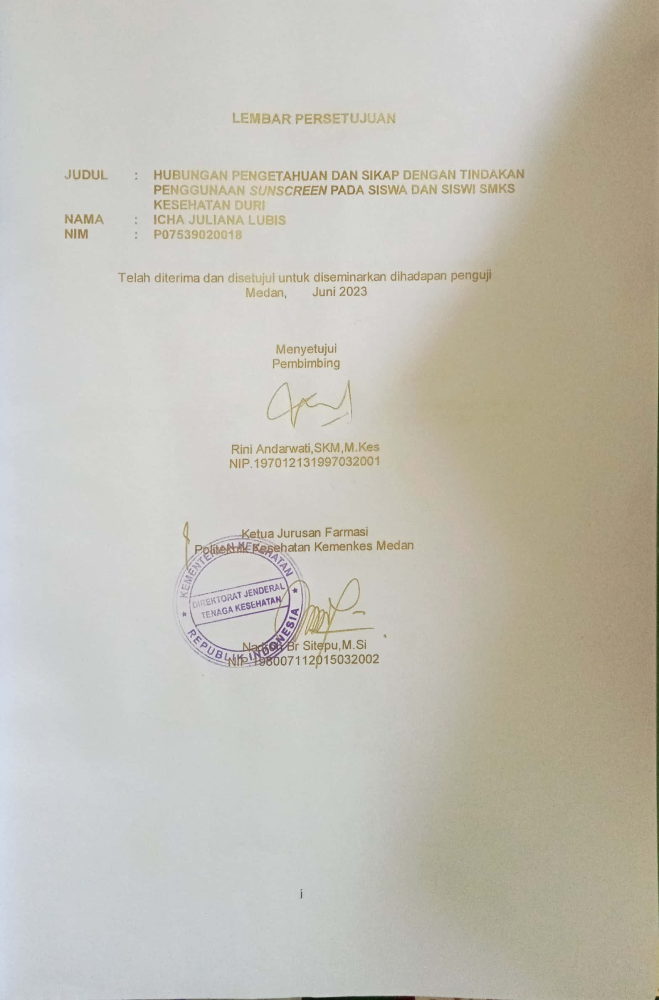 LEMBAR PERSETUJUAN
JUDUL : HUBUNGAN PENGETAHUAN DAN SIKAP DENGAN TINDAKAN
PENGGUNAAN SUNSCREEN PADA SISWA DAN SISWI SMKS
KESEHATAN DURI
NAMA : ICHA JULIANA LUBIS
NIM : P07539020018
Telah diterima dan disetujui untuk diseminarkan dihadapan penguji
Medan, Juni 2023
Menyetujui
Pembimbing
Rini Andarwati,SKM,M.Kes
NIP.197012131997032001
Ketua Jurusan Farmasi
Politeknik Kesehatan Kemenkes Medan
KEMENTERIAN KESEHATAN
DIREKTORAT JENDERAL
TENAGA KESEHATAN
REPUBLIK INDONESIA
Nadroh Br Sitepu,M.Si
NIP.198007112015032002
i